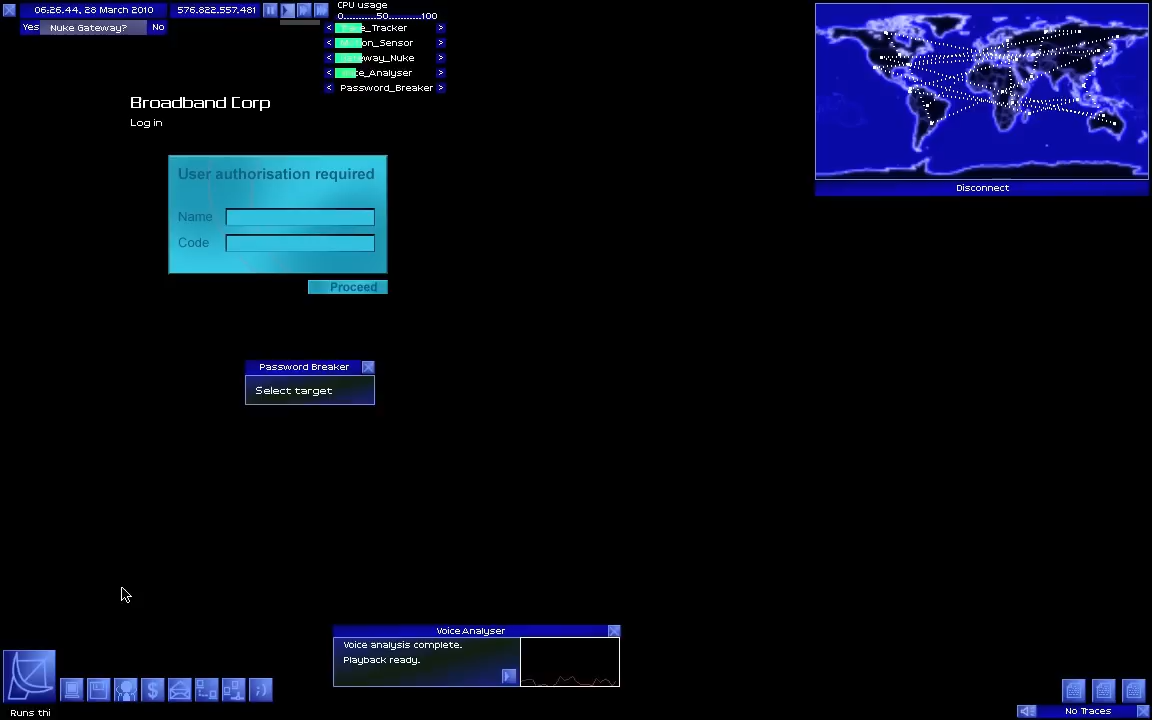 06:26.44, 28 March 2010
576.822.557.481
CPU usage
0.........50.........100
Yes Nuke Gateway? No
< _Tracker >
< on_Sensor >
< eway_Nuke >
< ce_Analyser >
< Password_Breaker >
Broadband Corp
Log in
User authorisation required
Name
Code
Proceed
Disconnect
Password Breaker
Select target
Voice Analyser
Voice analysis complete.
Playback ready.
$
;)
Runs thi
No Traces